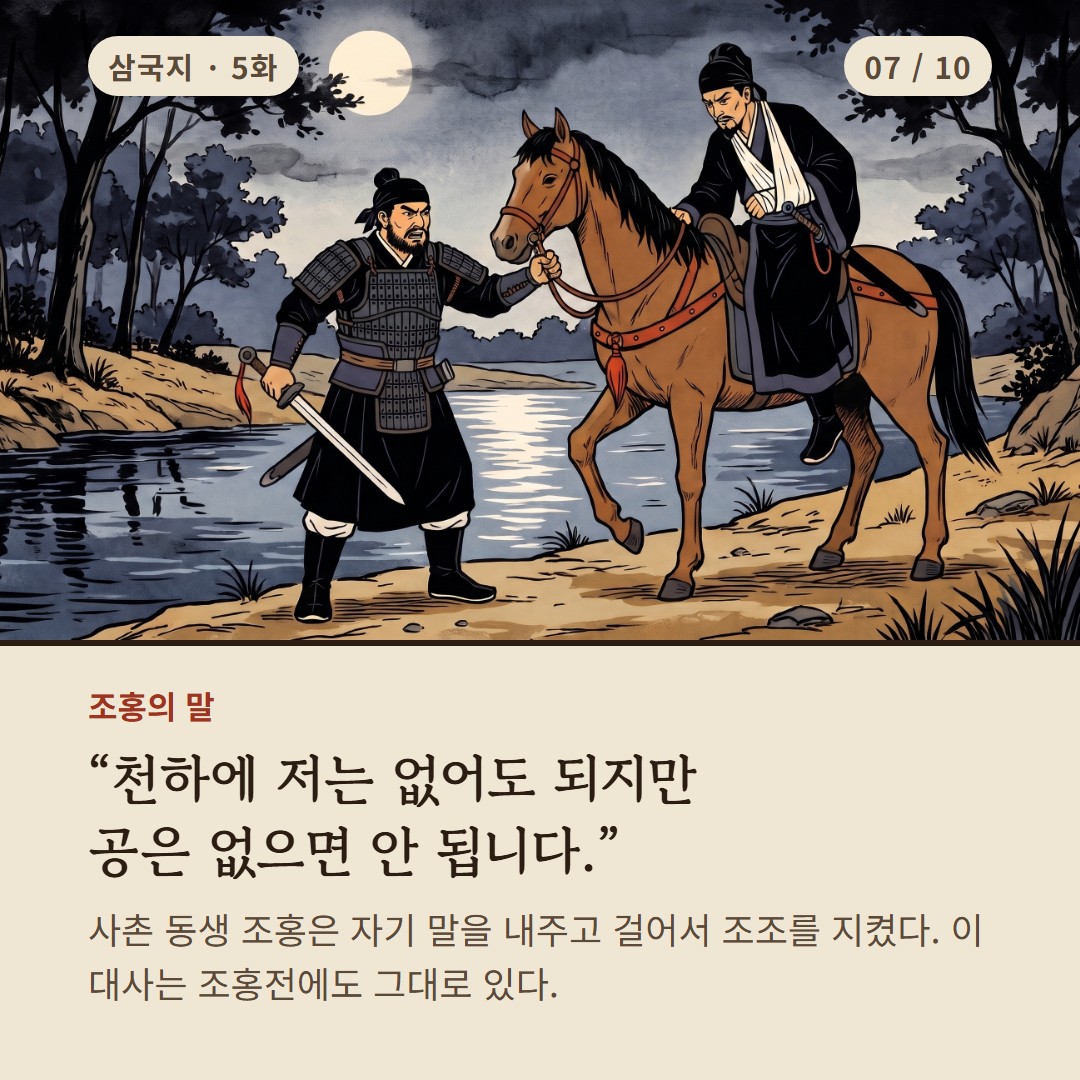 삼국지 · 5화
07 / 10
조홍의 말
“천하에 저는 없어도 되지만
공은 없으면 안 됩니다.”
사촌 동생 조홍은 자기 말을 내주고 걸어서 조조를 지켰다. 이
대사는 조홍전에도 그대로 있다.